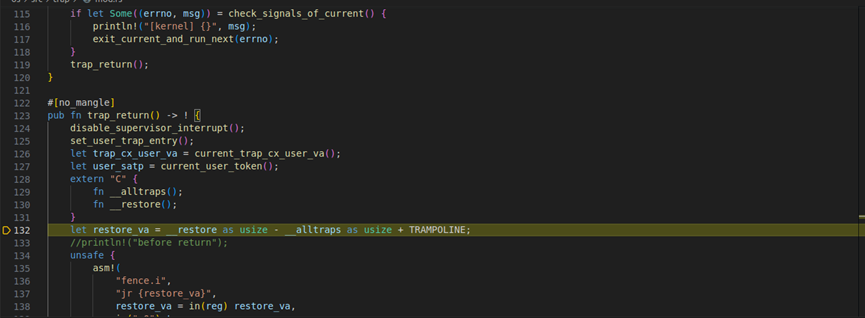 os > src > trap > mod.rs
115 if let Some((errno, msg)) = check_signals_of_current() {
116 println!("[kernel] {}", msg);
117 exit_current_and_run_next(errno);
118 }
119 trap_return();
120 }
121
122 #[no_mangle]
123 pub fn trap_return() -> ! {
124 disable_supervisor_interrupt();
125 set_user_trap_entry();
126 let trap_cx_user_va = current_trap_cx_user_va();
127 let user_satp = current_user_token();
128 extern "C" {
129 fn __alltraps();
130 fn __restore();
131 }
132 let restore_va = __restore as usize - __alltraps as usize + TRAMPOLINE;
133 //println!("before return");
134 unsafe {
135 asm!(
136 "fence.i",
137 "jr {restore_va}",
138 restore_va = in(reg) restore_va,